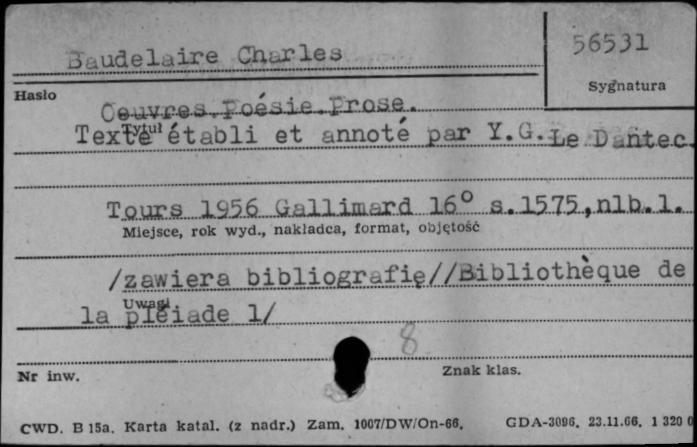 Baudelaire Charles
56531
Sygnatura
Hasło
Oeuvres.Poésie.Prose.
Tytuł
Texte établi et annoté par Y.G.Le Dantec.
Tours 1956 Gallimard 16° s.1575,nlb.1.
Miejsce, rok wyd., nakładca, format, objętość
/zawiera bibliografię//Bibliothèque de
Uwagi
la pléiade 1/
8
Nr inw.
Znak klas.
CWD. B 15a. Karta katal. (z nadr.) Zam. 1007/DW/On-66. GDA-3096. 23.11.66. 1 320 0